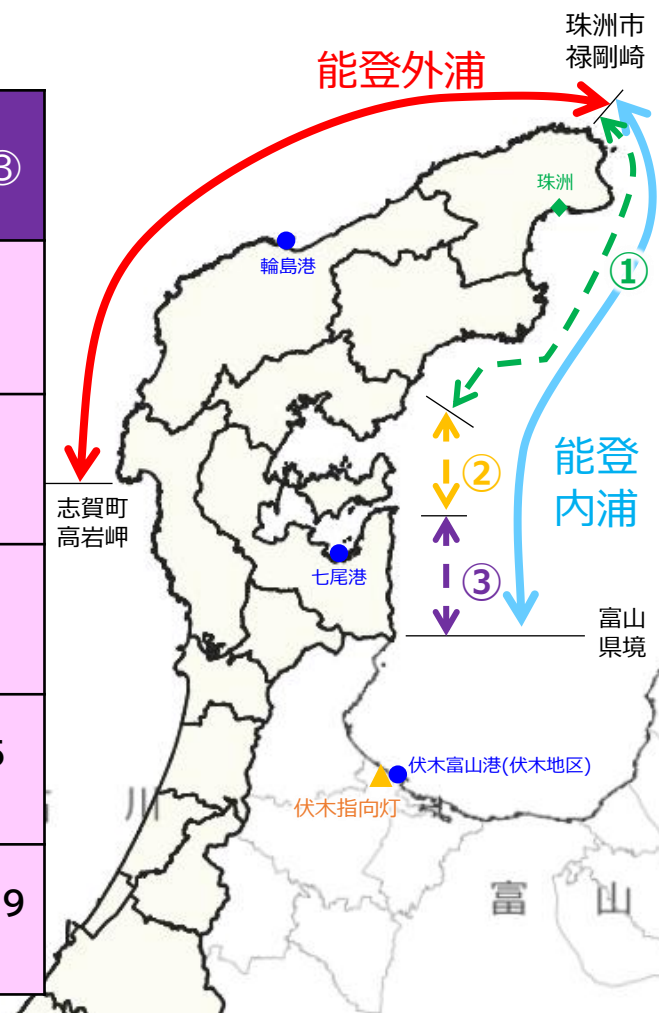 珠洲市
禄剛崎
能登外浦
③
珠洲
輪島港
①
能登
内浦
②
志賀町
高岩岬
七尾港
③
富山
県境
伏木富山港(伏木地区)
伏木指向灯
川
9
富 山